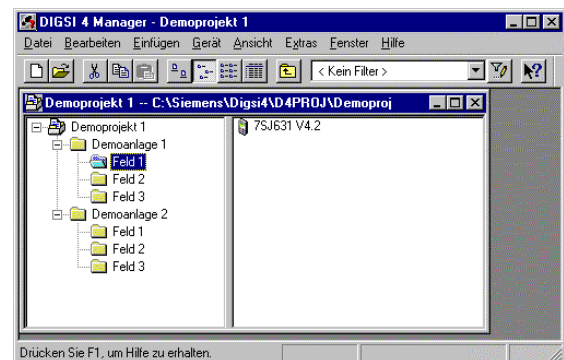 DIGSI 4 Manager - Demoprojekt 1
Datei Bearbeiten Einfügen Gerät Ansicht Extras Fenster Hilfe
< Kein Filter >
Demoprojekt 1 -- C:\Siemens\Digsi4\D4PROJ\Demoproj
Demoprojekt 1
Demoanlage 1
Feld 1
Feld 2
Feld 3
Demoanlage 2
Feld 1
Feld 2
Feld 3
7SJ631 V4.2
Drücken Sie F1, um Hilfe zu erhalten.